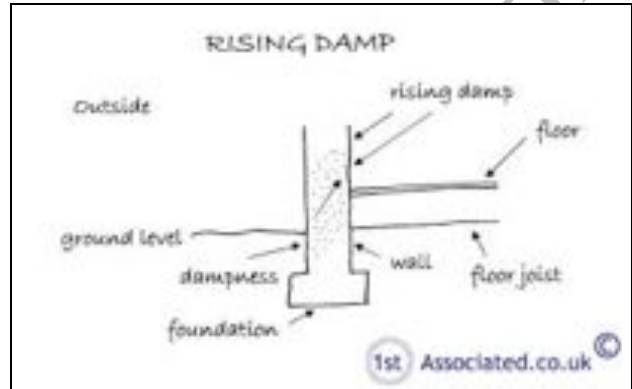 RISING DAMP
Outside
rising damp
floor
ground level
dampness
wall
floor joist
foundation
1st Associated.co.uk ©